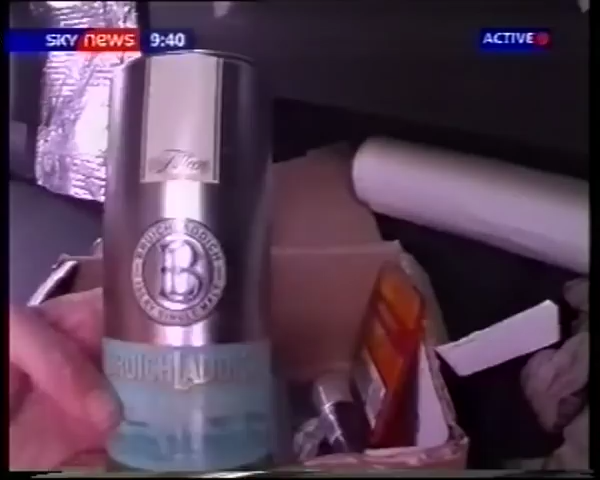 SKY news 9:40
ACTIVE
BRUICHLADDICH
B
ISLAY SINGLE MALT
BRUICHLADDICH